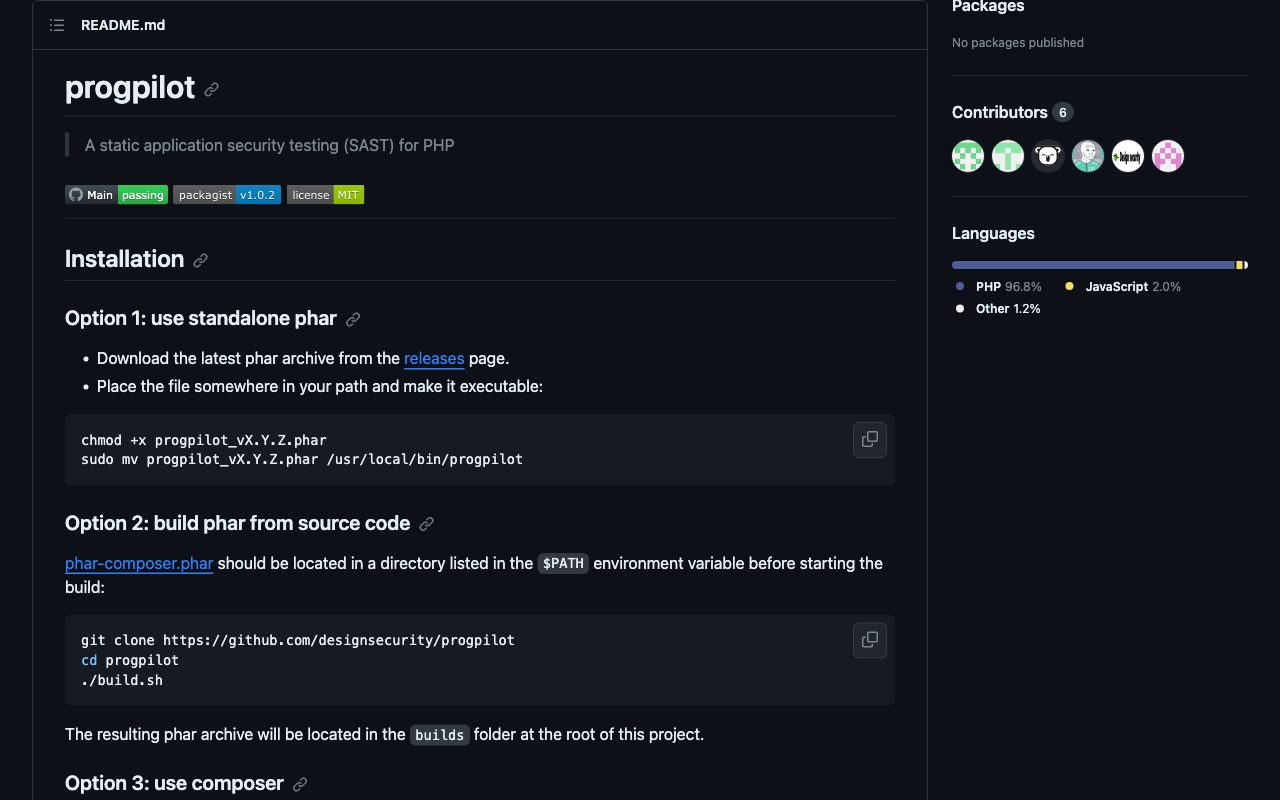 README.md
progpilot
A static application security testing (SAST) for PHP
Main passing packagist v1.0.2 license MIT
Installation
Option 1: use standalone phar
• Download the latest phar archive from the releases page.
• Place the file somewhere in your path and make it executable:
chmod +x progpilot_vX.Y.Z.phar
sudo mv progpilot_vX.Y.Z.phar /usr/local/bin/progpilot
Option 2: build phar from source code
phar-composer.phar should be located in a directory listed in the $PATH environment variable before starting the
build:
git clone https://github.com/designsecurity/progpilot
cd progpilot
./build.sh
The resulting phar archive will be located in the builds folder at the root of this project.
Option 3: use composer
Packages
No packages published
Contributors 6
Design security
Languages
PHP 96.8% JavaScript 2.0%
Other 1.2%